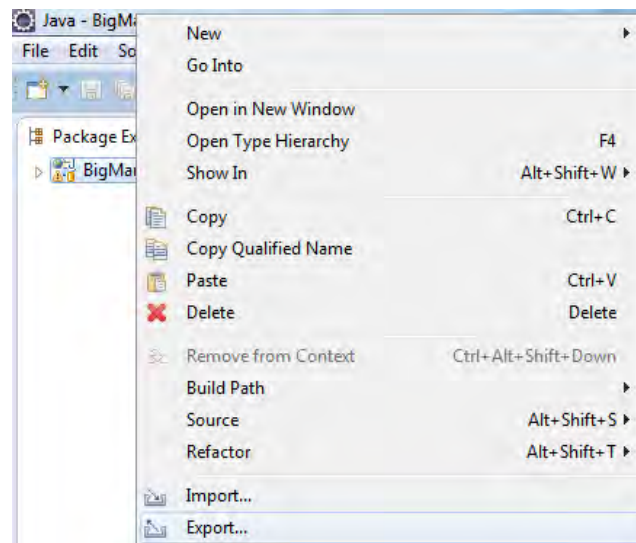 Java - BigMa
File Edit So
Package Ex
BigMa
New
Go Into
Open in New Window
Open Type Hierarchy F4
Show In Alt+Shift+W
Copy Ctrl+C
Copy Qualified Name
Paste Ctrl+V
Delete Delete
Remove from Context Ctrl+Alt+Shift+Down
Build Path
Source Alt+Shift+S
Refactor Alt+Shift+T
Import...
Export...